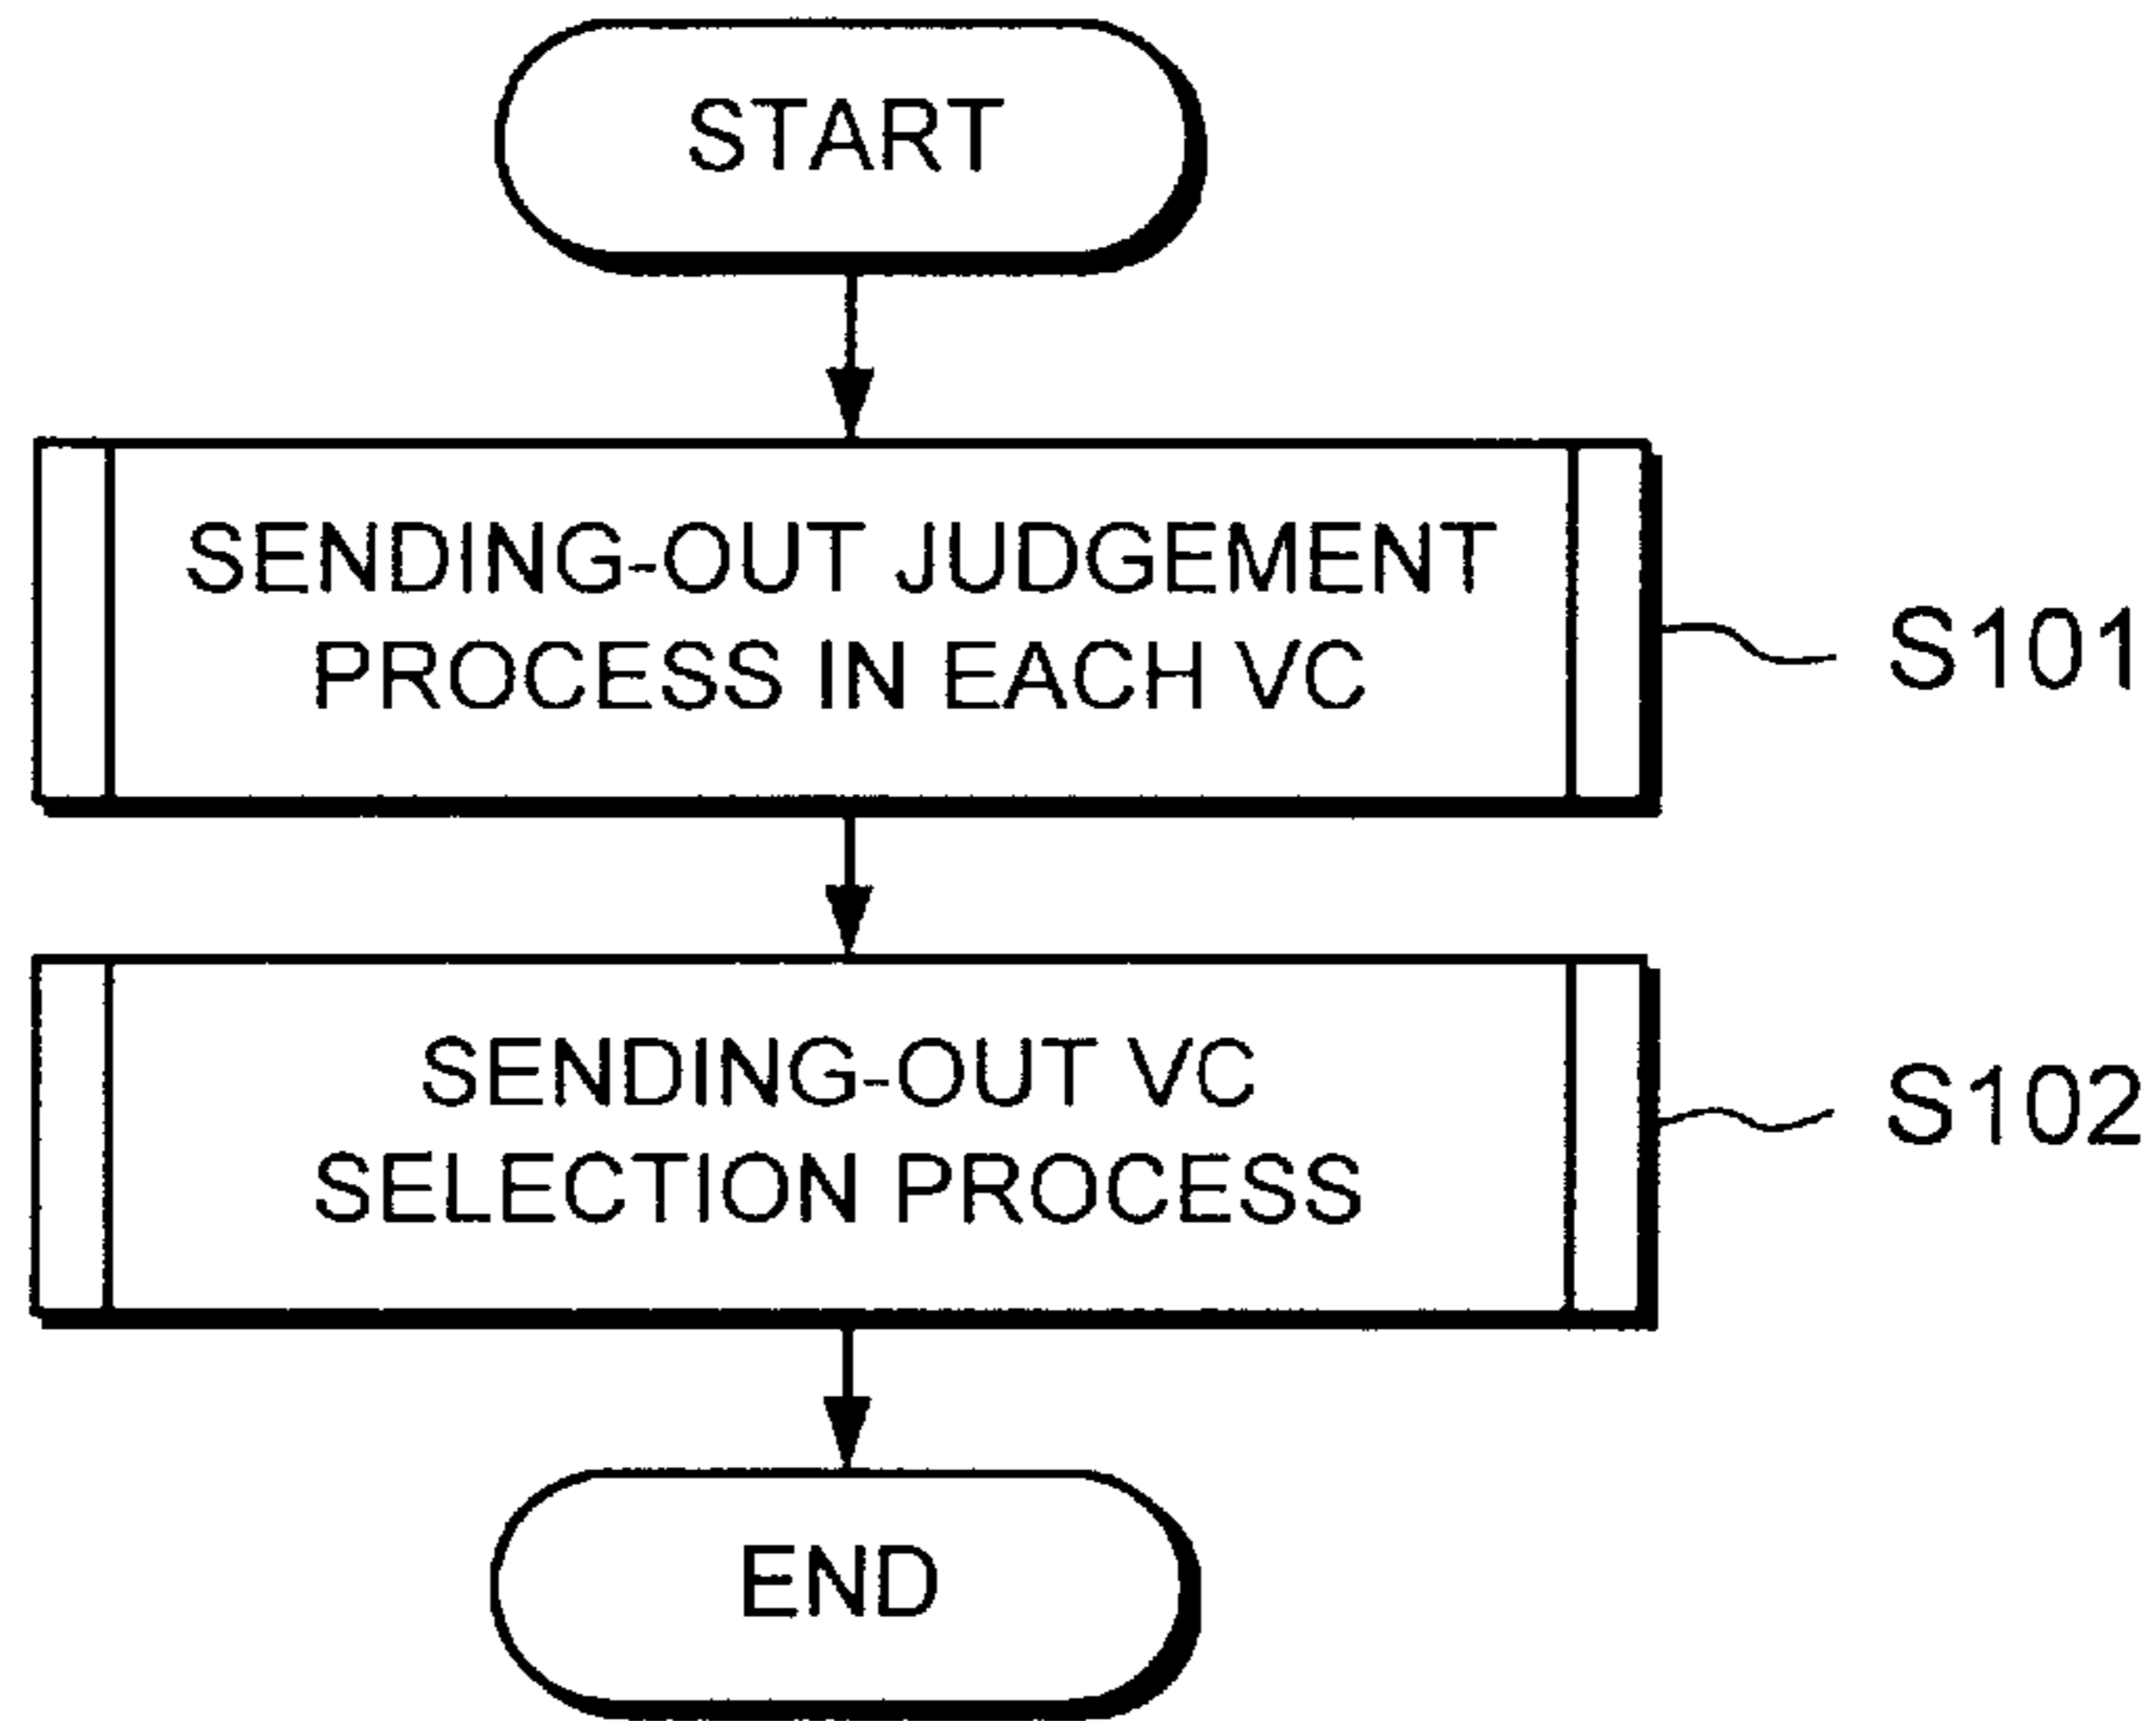 START
SENDING-OUT JUDGEMENT
PROCESS IN EACH VC
S101
SENDING-OUT VC
SELECTION PROCESS
S102
END